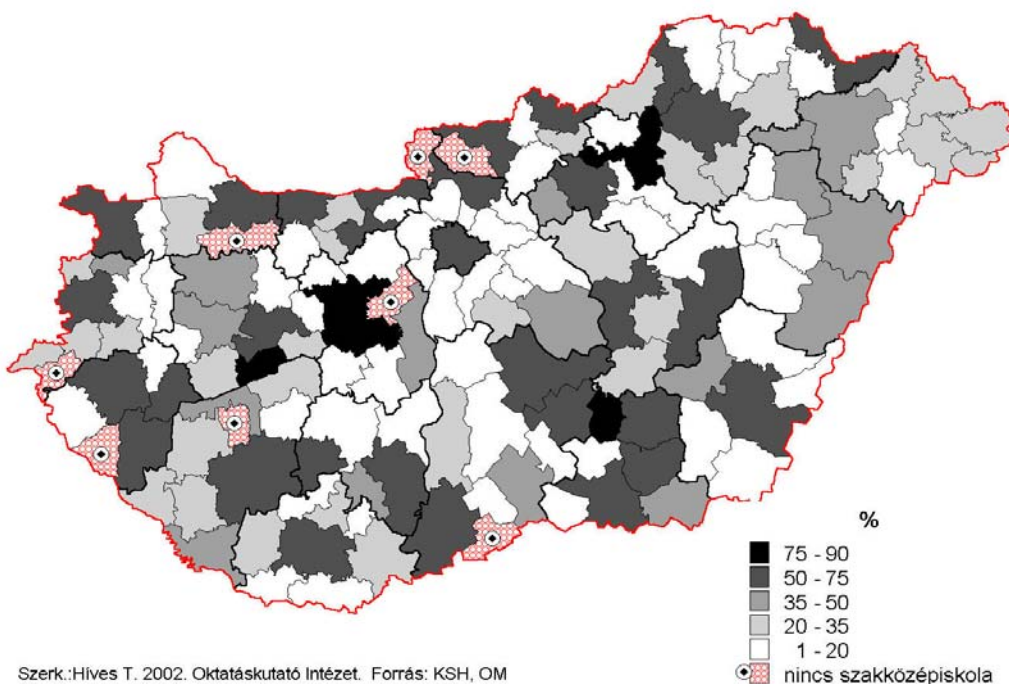 %
75 - 90
50 - 75
35 - 50
20 - 35
1 - 20
nincs szakközépiskola
Szerk.:Híves T. 2002. Oktatáskutató Intézet. Forrás: KSH, OM